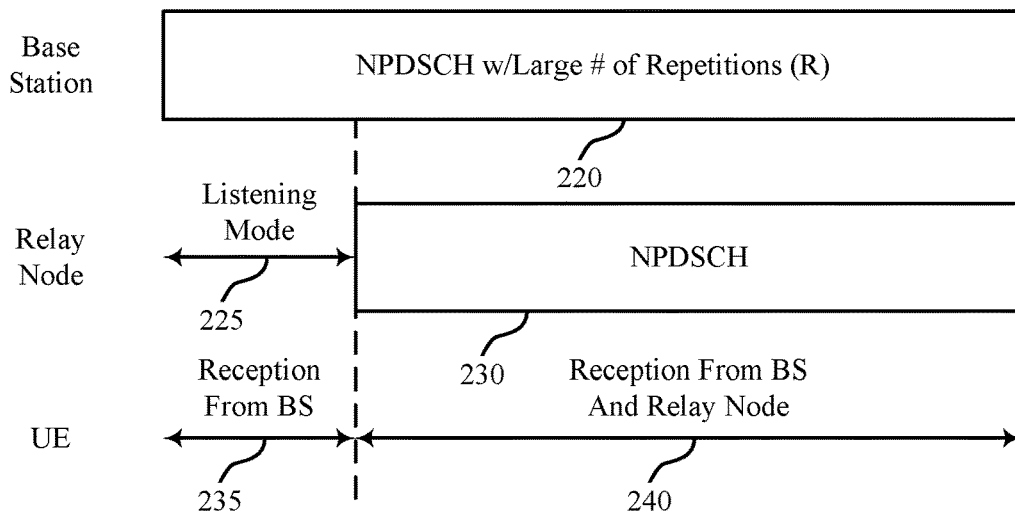 Base
Station
NPDSCH w/Large # of Repetitions (R)
220
Relay
Node
Listening
Mode
225
NPDSCH
230
UE
Reception
From BS
235
Reception From BS
And Relay Node
240